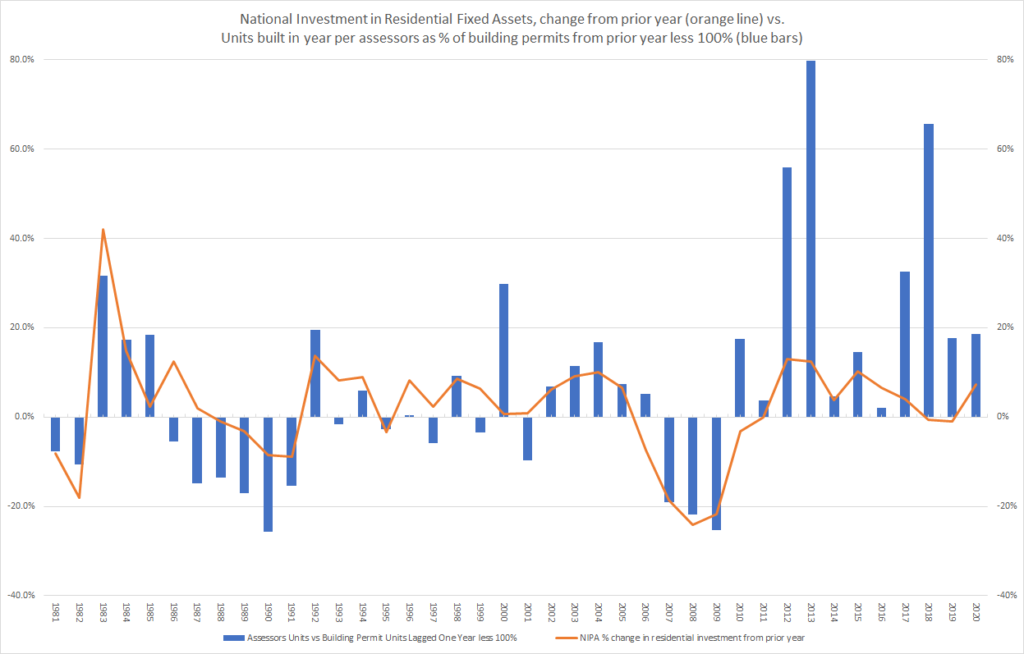 National Investment in Residential Fixed Assets, change from prior year (orange line) vs.
Units built in year per assessors as % of building permits from prior year less 100% (blue bars)
80.0%
80%
60.0%
60%
40.0%
40%
20.0%
20%
0.0%
0%
-20.0%
-20%
-40.0%
-40%
1981 1982 1983 1984 1985 1986 1987 1988 1989 1990 1991 1992 1993 1994 1995 1996 1997 1998 1999 2000 2001 2002 2003 2004 2005 2006 2007 2008 2009 2010 2011 2012 2013 2014 2015 2016 2017 2018 2019 2020
Assessors Units vs Building Permit Units Lagged One Year less 100%
NIPA % change in residential investment from prior year